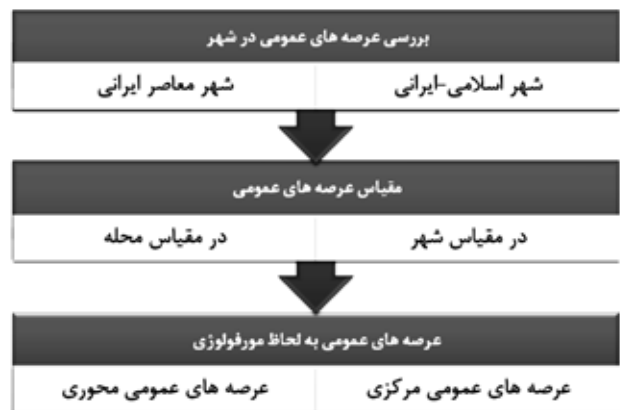 بررسی عرصه های عمومی در شهر
شهر اسلامی-ایرانی شهر معاصر ایرانی
مقیاس عرصه های عمومی
در مقیاس شهر در مقیاس محله
عرصه های عمومی به لحاظ مورفولوژی
عرصه های عمومی مرکزی عرصه های عمومی محوری